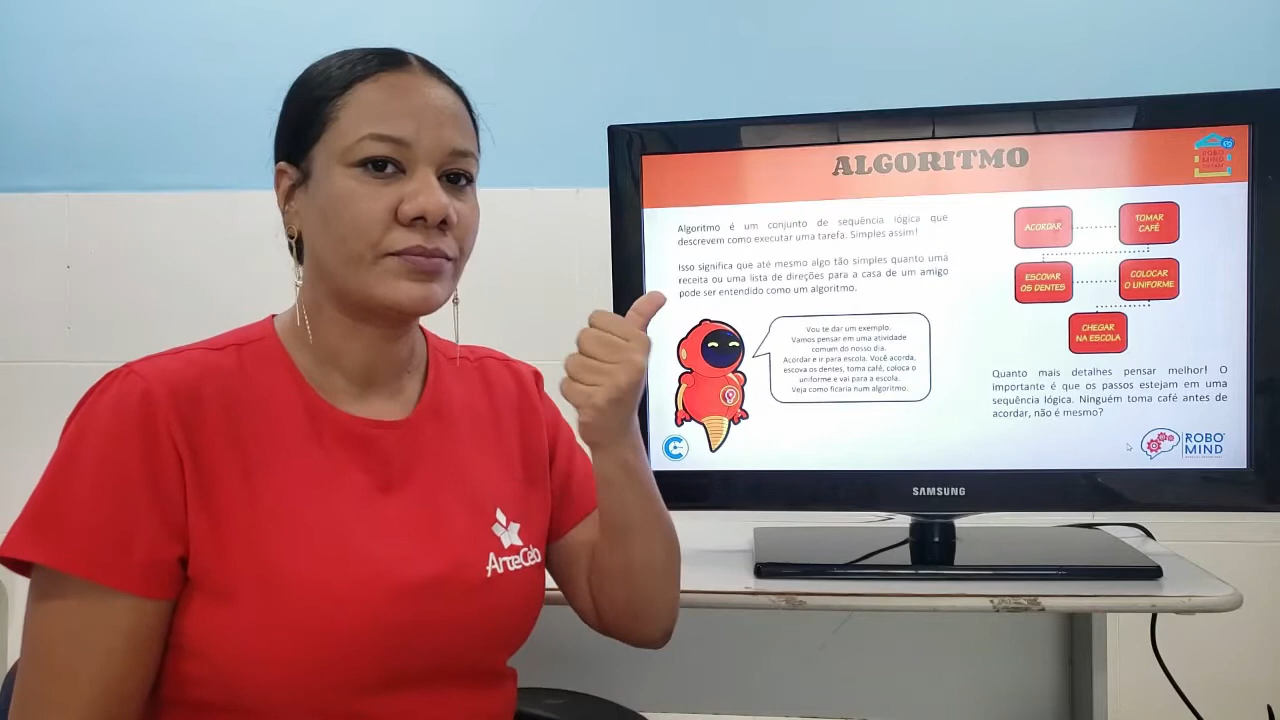 ALGORITMO
ROBO
MIND
Algoritmo é um conjunto de sequência lógica que
descrevem como executar uma tarefa. Simples assim!
Isso significa que até mesmo algo tão simples quanto uma
receita ou uma lista de direções para a casa de um amigo
pode ser entendido como um algoritmo.
Vou te dar um exemplo.
Vamos pensar em uma atividade
comum do nosso dia.
Acordar e ir para escola. Você acorda,
escova os dentes, toma café, coloca o
uniforme e vai para a escola.
Veja como ficaria num algoritmo.
ACORDAR
TOMAR
CAFÉ
ESCOVAR
OS DENTES
COLOCAR
O UNIFORME
CHEGAR
NA ESCOLA
Quanto mais detalhes pensar melhor! O
importante é que os passos estejam em uma
sequência lógica. Ninguém toma café antes de
acordar, não é mesmo?
ROBO
MIND
SAMSUNG
ArteCeb